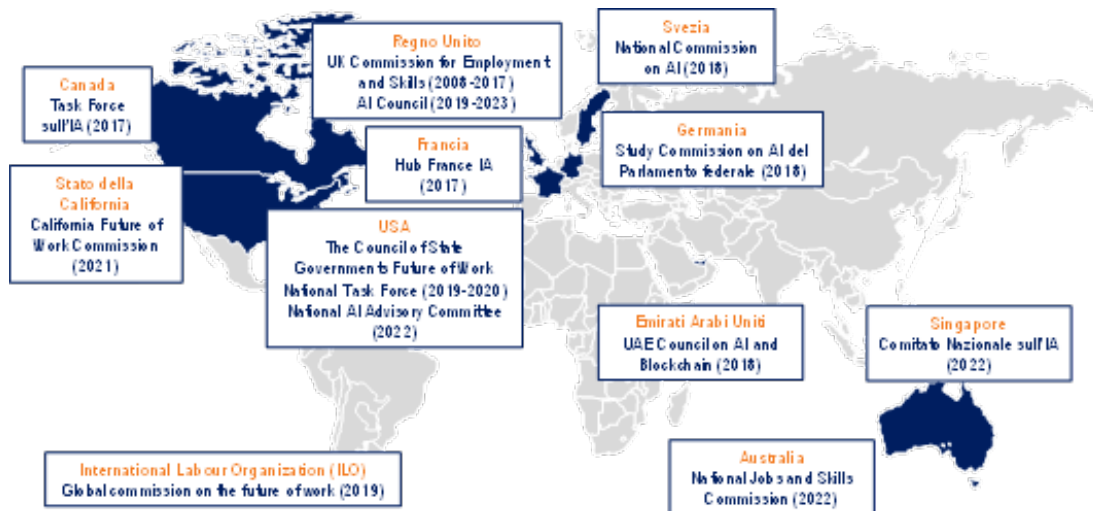 Canada
Task Force
sull'IA (2017)
Regno Unito
UK Commission for Employment
and Skills (2008-2017)
AI Council (2019-2023)
Svezia
National Commission
on AI (2018)
Francia
Hub France IA
(2017)
Germania
Study Commission on AI del
Parlamento federale (2018)
Stato della
California
California Future of
Work Commission
(2021)
USA
The Council of State
Governments Future of Work
National Task Force (2019-2020)
National AI Advisory Committee
(2022)
Emirati Arabi Uniti
UAE Council on AI and
Blockchain (2018)
Singapore
Comitato Nazionale sull'IA
(2022)
International Labour Organization (ILO)
Global commission on the future of work (2019)
Australia
National Jobs and Skills
Commission (2022)